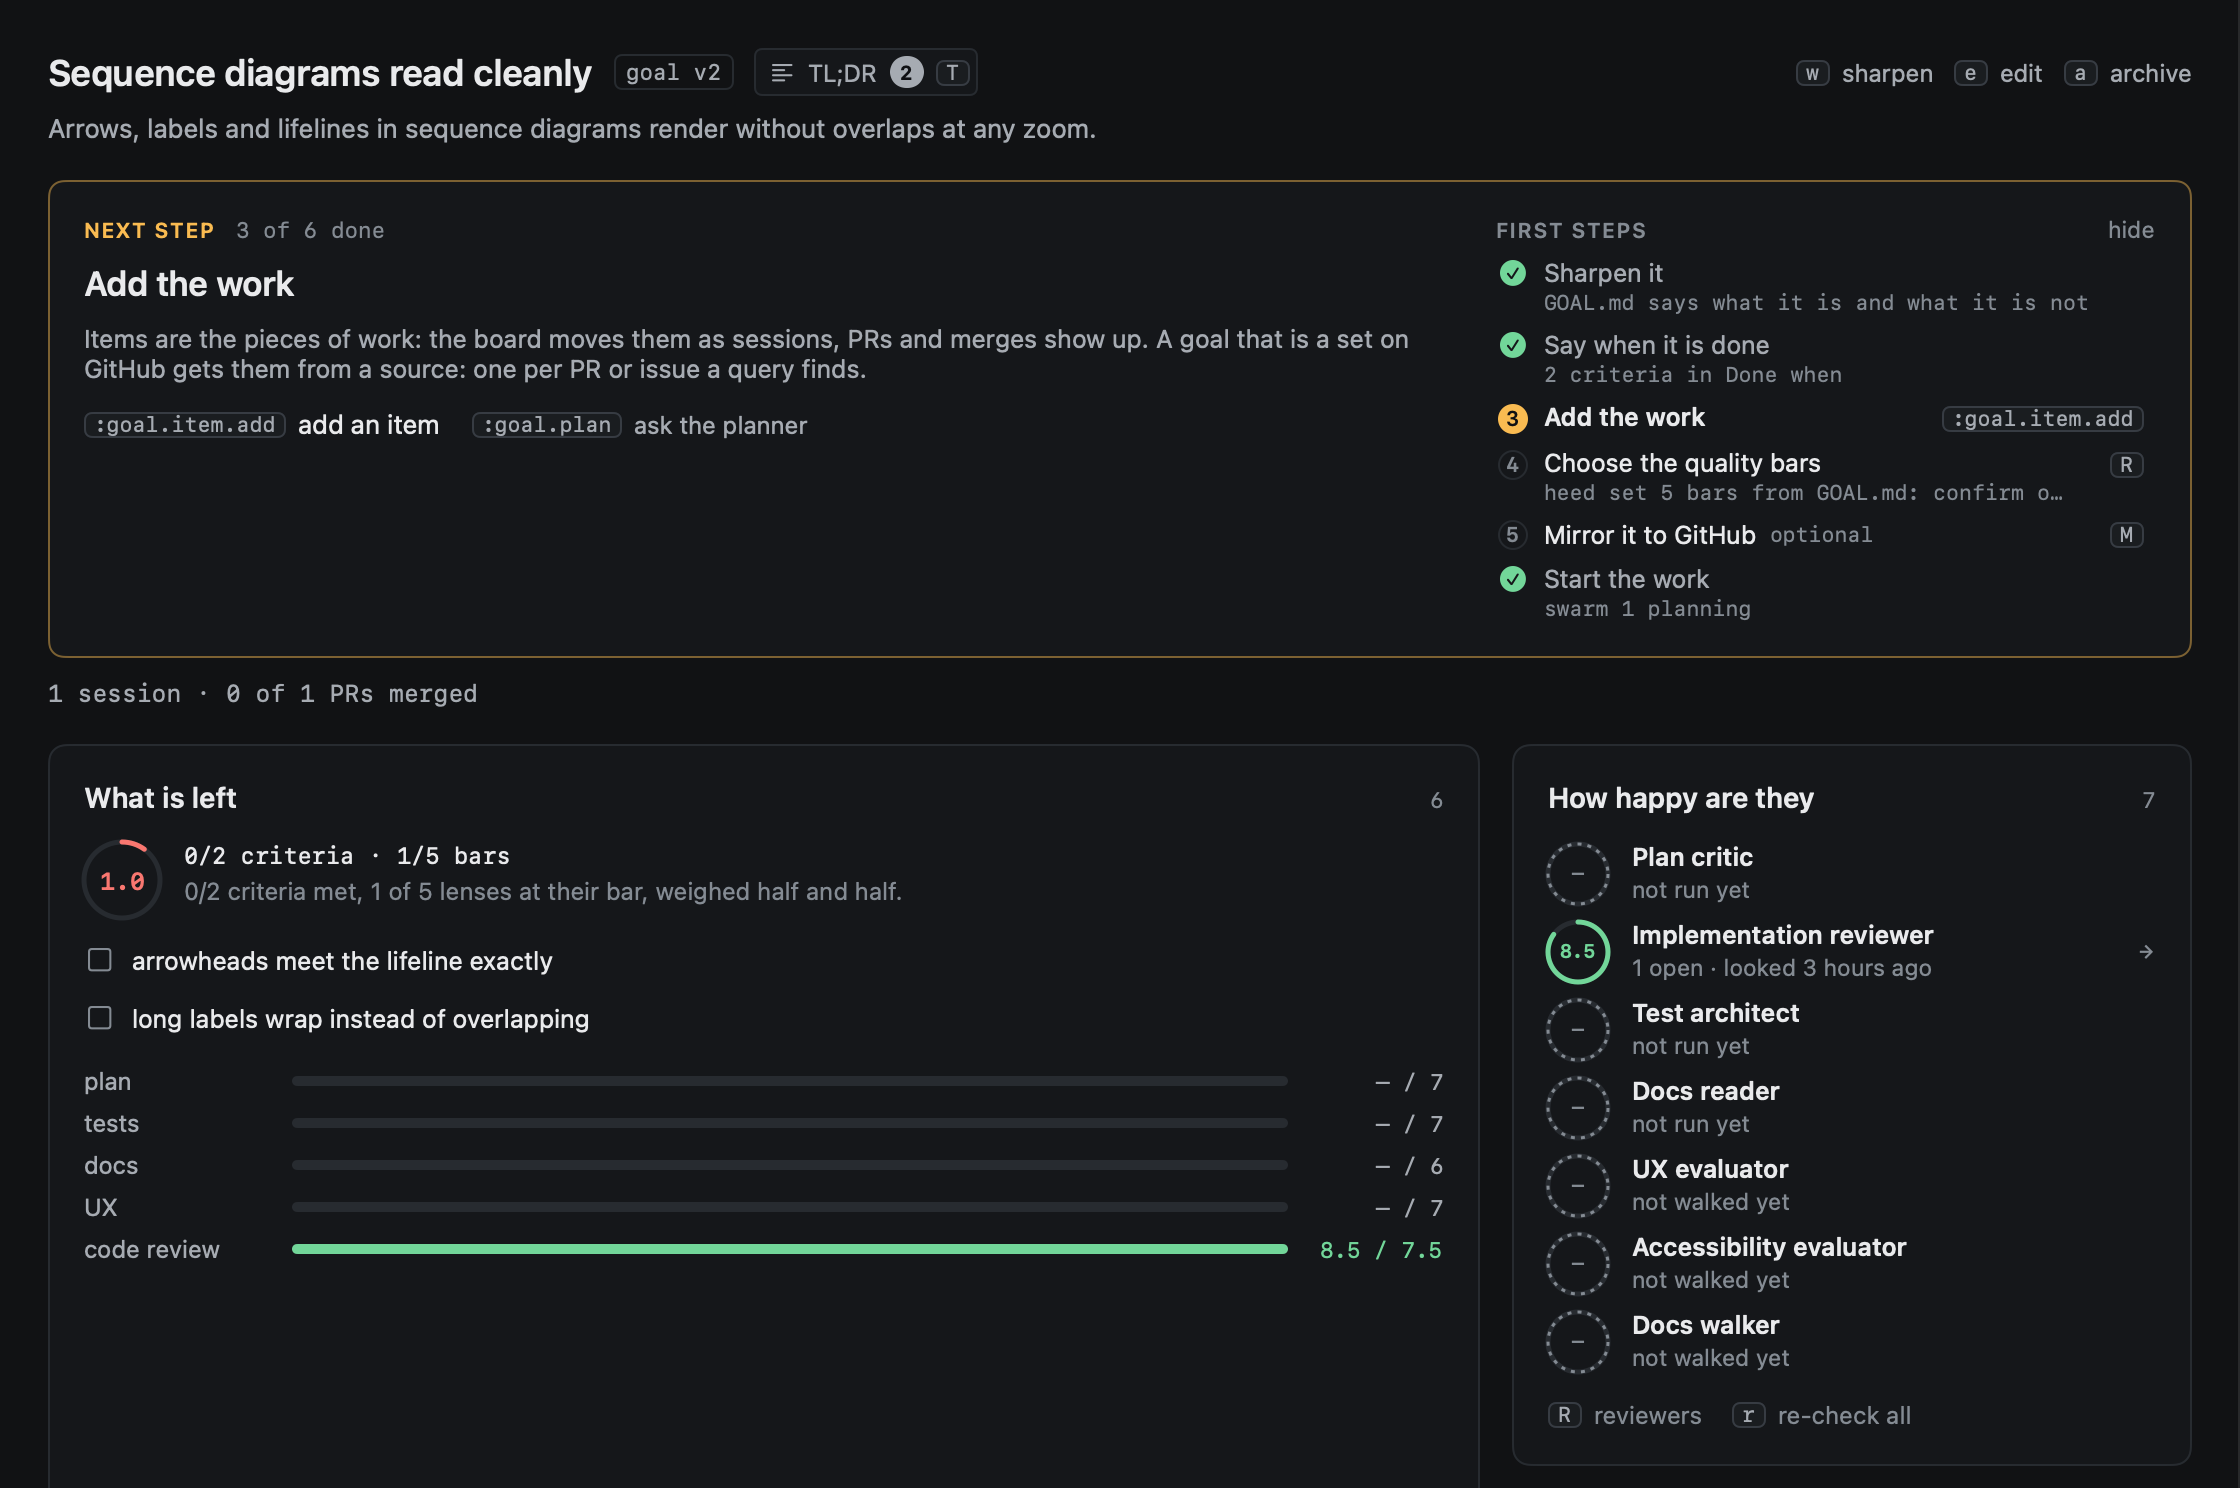 Sequence diagrams read cleanly
goal v2
TL;DR 2 T
w sharpen e edit a archive
Arrows, labels and lifelines in sequence diagrams render without overlaps at any zoom.
NEXT STEP 3 of 6 done
Add the work
Items are the pieces of work: the board moves them as sessions, PRs and merges show up. A goal that is a set on
GitHub gets them from a source: one per PR or issue a query finds.
:goal.item.add add an item :goal.plan ask the planner
FIRST STEPS hide
Sharpen it
GOAL.md says what it is and what it is not
Say when it is done
2 criteria in Done when
3 Add the work :goal.item.add
4 Choose the quality bars R
heed set 5 bars from GOAL.md: confirm o…
5 Mirror it to GitHub optional M
Start the work
swarm 1 planning
1 session · 0 of 1 PRs merged
What is left 6
1.0
0/2 criteria · 1/5 bars
0/2 criteria met, 1 of 5 lenses at their bar, weighed half and half.
arrowheads meet the lifeline exactly
long labels wrap instead of overlapping
plan – / 7
tests – / 7
docs – / 6
UX – / 7
code review 8.5 / 7.5
How happy are they 7
– Plan critic
not run yet
8.5 Implementation reviewer →
1 open · looked 3 hours ago
– Test architect
not run yet
– Docs reader
not run yet
– UX evaluator
not walked yet
– Accessibility evaluator
not walked yet
– Docs walker
not walked yet
R reviewers r re-check all